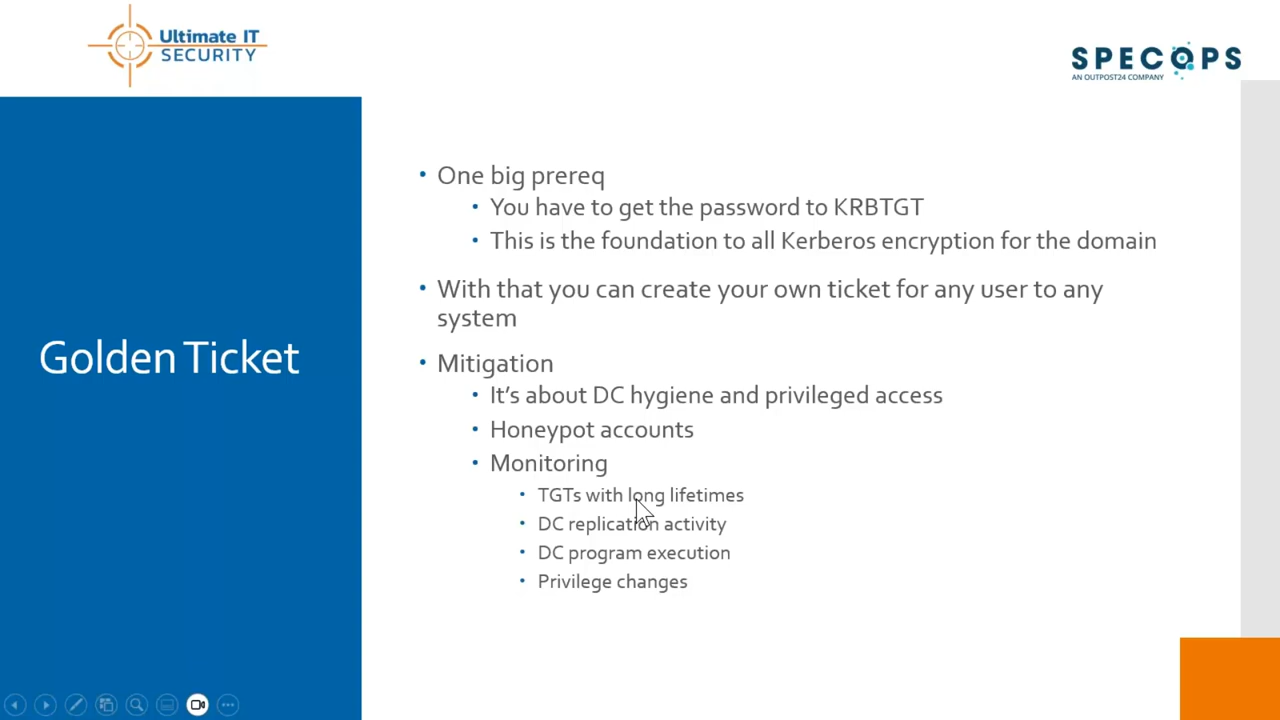 Ultimate IT
SECURITY
SPECOPS
AN OUTPOST24 COMPANY
Golden Ticket
• One big prereq
• You have to get the password to KRBTGT
• This is the foundation to all Kerberos encryption for the domain
• With that you can create your own ticket for any user to any
system
• Mitigation
• It's about DC hygiene and privileged access
• Honeypot accounts
• Monitoring
• TGTs with long lifetimes
• DC replication activity
• DC program execution
• Privilege changes